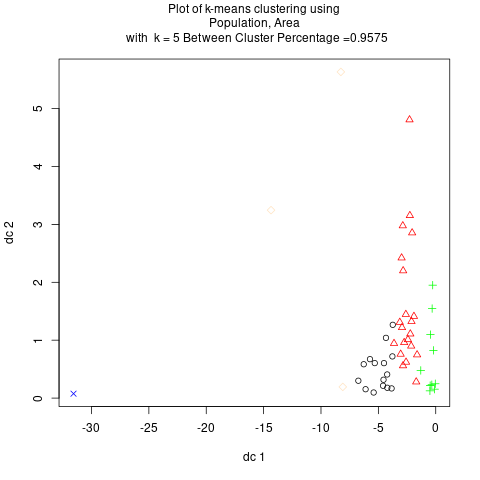 Plot of k-means clustering using
Population, Area
with k = 5 Between Cluster Percentage =0.9575
dc 2
5
4
3
2
1
0
-30
-25
-20
-15
-10
-5
0
dc 1